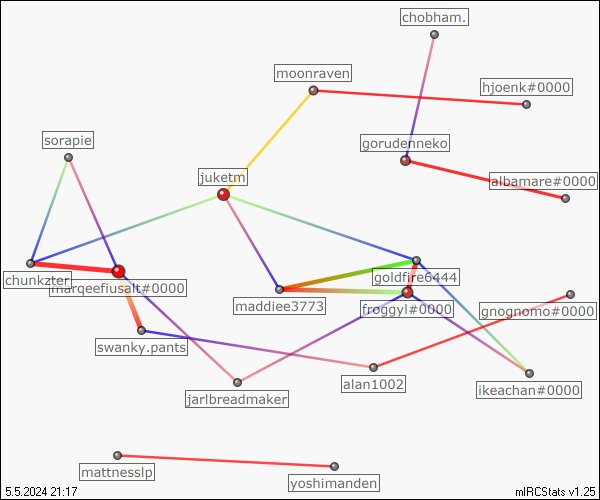 chobham.
moonraven
hjoenk#0000
sorapie
gorudenneko
juketm
albamare#0000
chunkzter
goldfire6444
marqeefiusalt#0000
maddiee3773
froggyl#0000
gnognomo#0000
swanky.pants
alan1002
ikeachan#0000
jarlbreadmaker
mattnesslp
yoshimanden
5.5.2024 21:17
mIRCStats v1.25